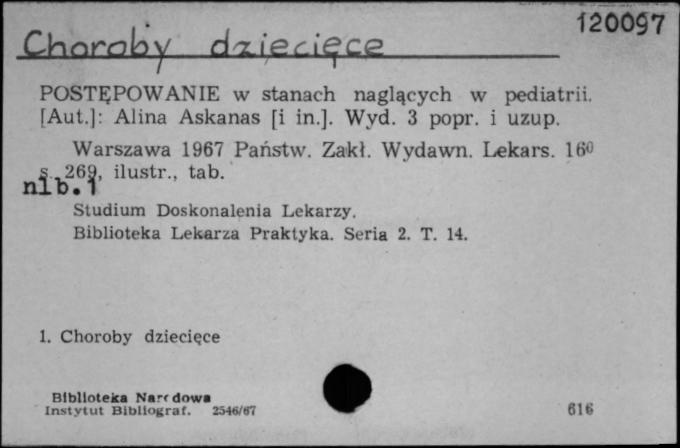 120097
Choroby dziecięce
POSTĘPOWANIE w stanach naglących w pediatrii.
[Aut.]: Alina Askanas [i in.]. Wyd. 3 popr. i uzup.
Warszawa 1967 Państw. Zakł. Wydawn. Lekars. 16⁰
s. 269, ilustr., tab.
nlb. 1
Studium Doskonalenia Lekarzy.
Biblioteka Lekarza Praktyka. Seria 2. T. 14.
1. Choroby dziecięce
Biblioteka Narodowa
Instytut Bibliograf. 2546/67
616